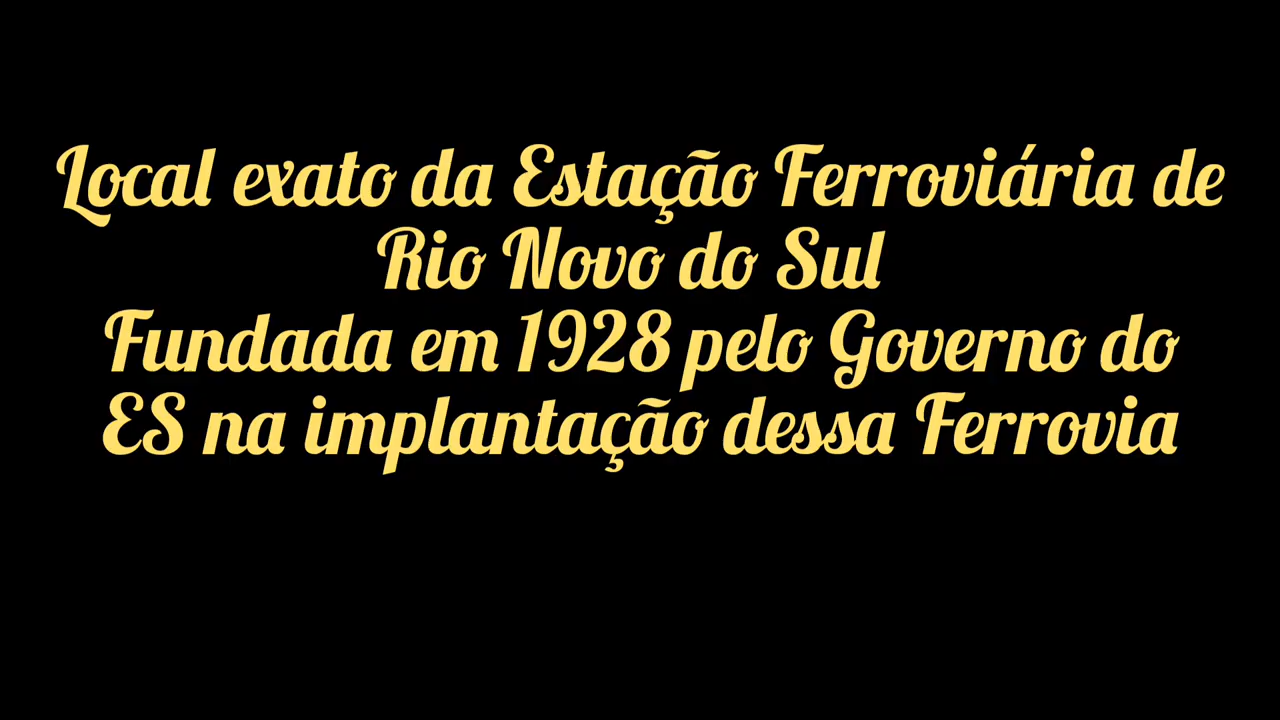 Local exato da Estação Ferroviária de
Rio Novo do Sul
Fundada em 1928 pelo Governo do
ES na implantação dessa Ferrovia